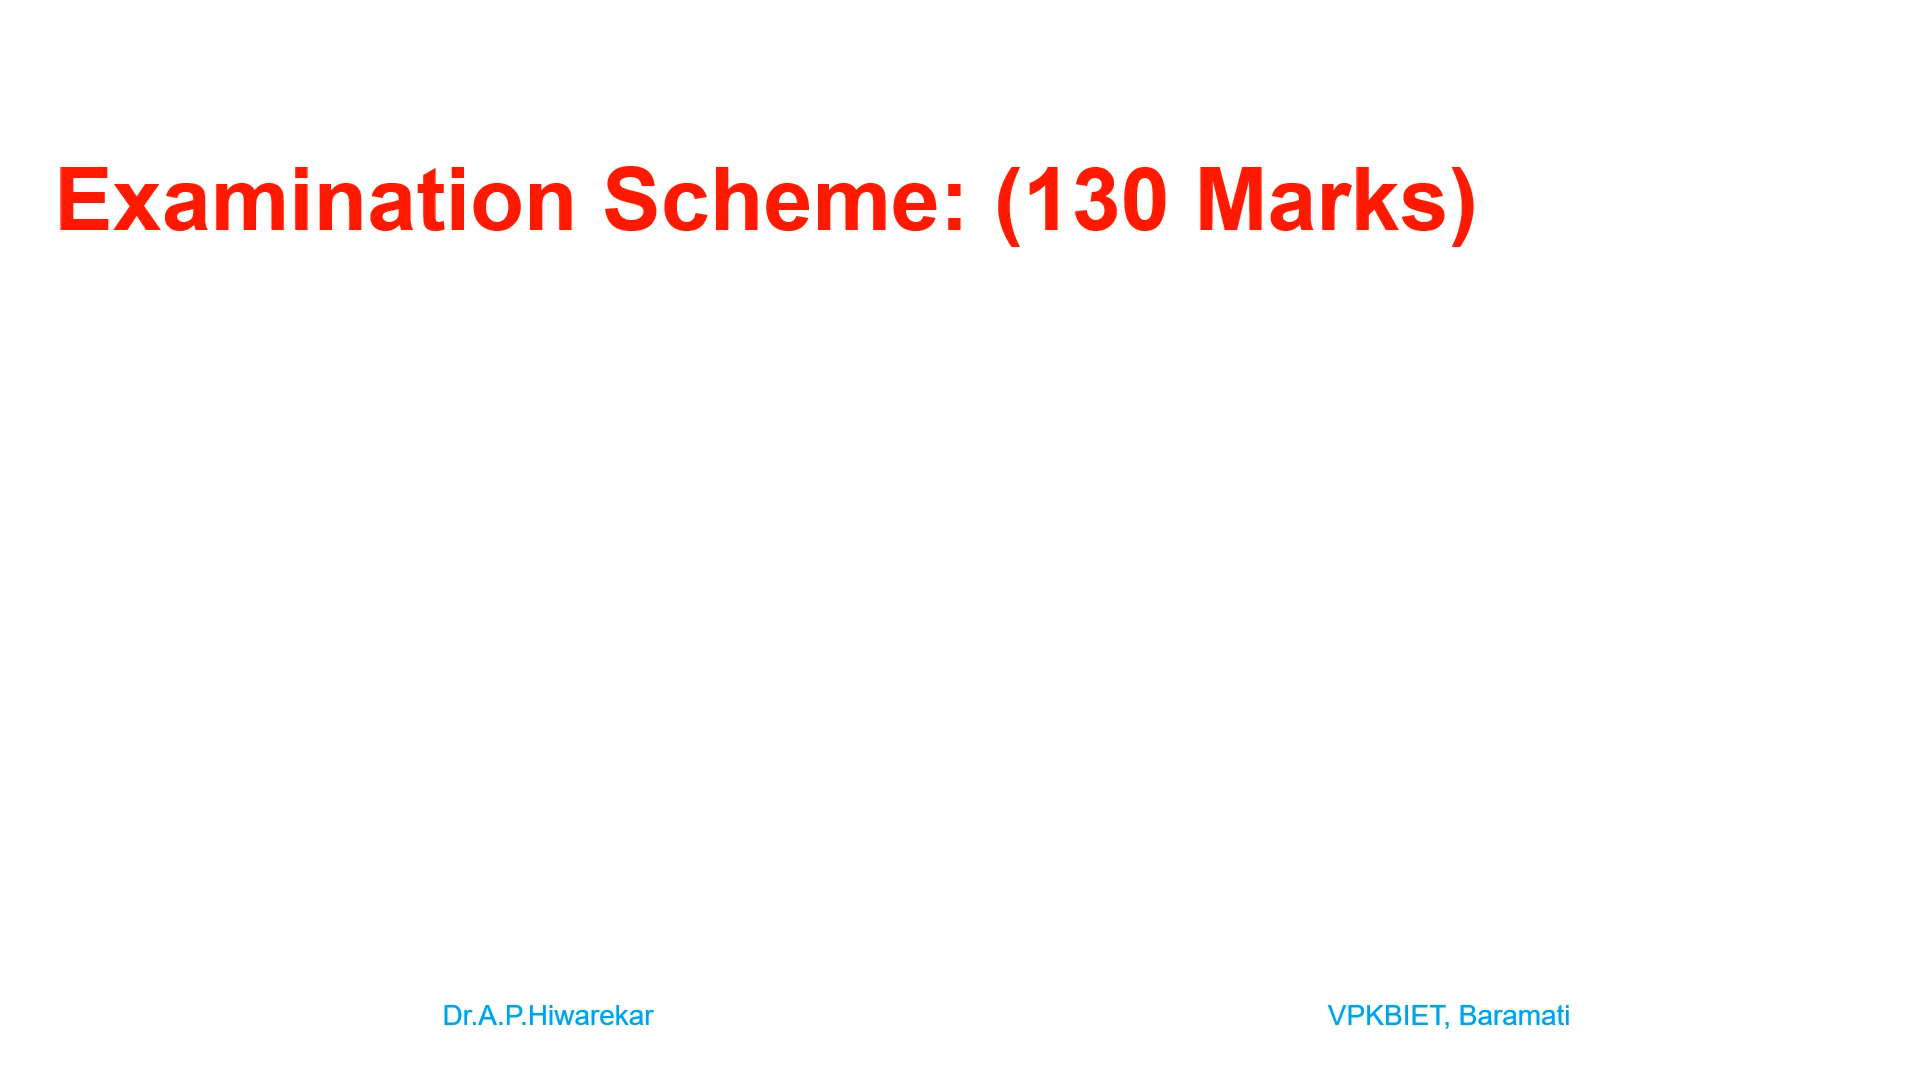 Examination Scheme: (130 Marks)
Dr.A.P.Hiwarekar
VPKBIET, Baramati